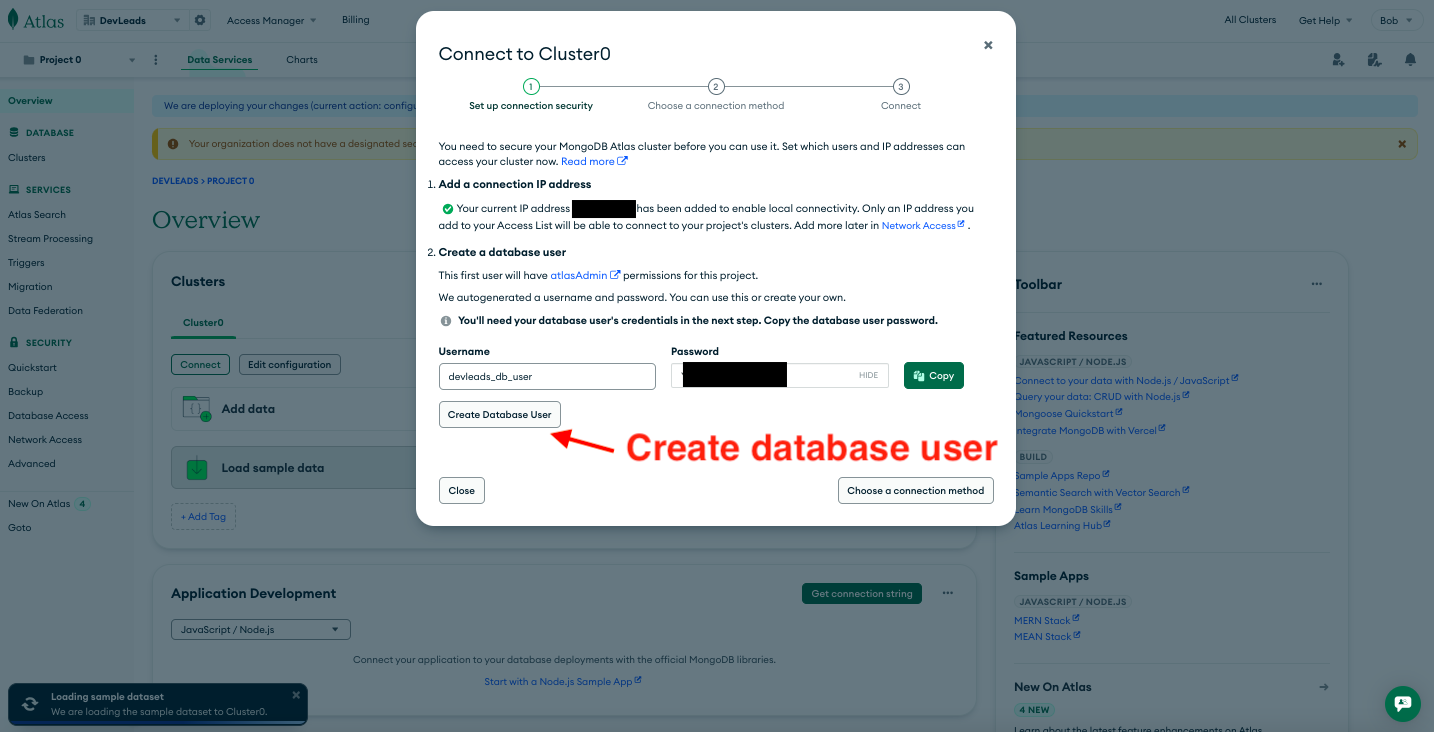 Atlas
DevLeads
Access Manager
Billing
All Clusters
Get Help
Bob
Project 0
Data Services
Charts
Overview
DATABASE
Clusters
SERVICES
Atlas Search
Stream Processing
Triggers
Migration
Data Federation
SECURITY
Quickstart
Backup
Database Access
Network Access
Advanced
New On Atlas 4
Goto
We are deploying your changes (current action: configu
Your organization does not have a designated sec
DEVLEADS > PROJECT 0
Overview
Clusters
Cluster0
Connect
Edit configuration
Add data
Load sample data
+ Add Tag
Application Development
Get connection string
JavaScript / Node.js
Connect your application to your database deployments with the official MongoDB libraries.
Start with a Node.js Sample App
Loading sample dataset
We are loading the sample dataset to Cluster0.
Connect to Cluster0
1
2
3
Set up connection security
Choose a connection method
Connect
You need to secure your MongoDB Atlas cluster before you can use it. Set which users and IP addresses can
access your cluster now. Read more
1. Add a connection IP address
Your current IP address has been added to enable local connectivity. Only an IP address you
add to your Access List will be able to connect to your project's clusters. Add more later in Network Access .
2. Create a database user
This first user will have atlasAdmin permissions for this project.
We autogenerated a username and password. You can use this or create your own.
You'll need your database user's credentials in the next step. Copy the database user password.
Username
Password
devleads_db_user
HIDE
Copy
Create Database User
Create database user
Close
Choose a connection method
Toolbar
Featured Resources
JAVASCRIPT / NODE.JS
Connect to your data with Node.js / JavaScript
Query your data: CRUD with Node.js
Mongoose Quickstart
Integrate MongoDB with Vercel
BUILD
Sample Apps Repo
Semantic Search with Vector Search
Learn MongoDB Skills
Atlas Learning Hub
Sample Apps
JAVASCRIPT / NODE.JS
MERN Stack
MEAN Stack
New On Atlas
4 NEW
Learn about the latest feature enhancements on Atlas